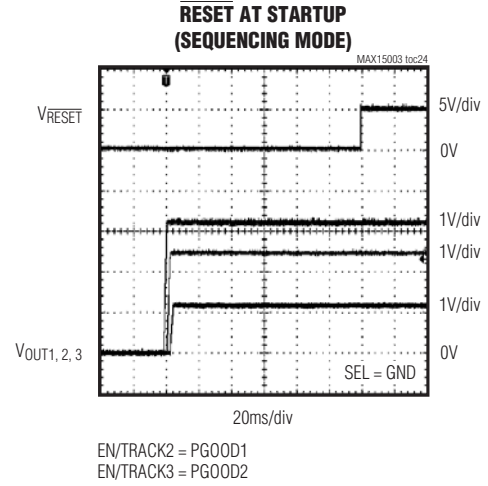 RESET AT STARTUP
(SEQUENCING MODE)
MAX15003 toc24
VRESET
5V/div
0V
1V/div
1V/div
1V/div
VOUT1, 2, 3
0V
SEL = GND
20ms/div
EN/TRACK2 = PGOOD1
EN/TRACK3 = PGOOD2